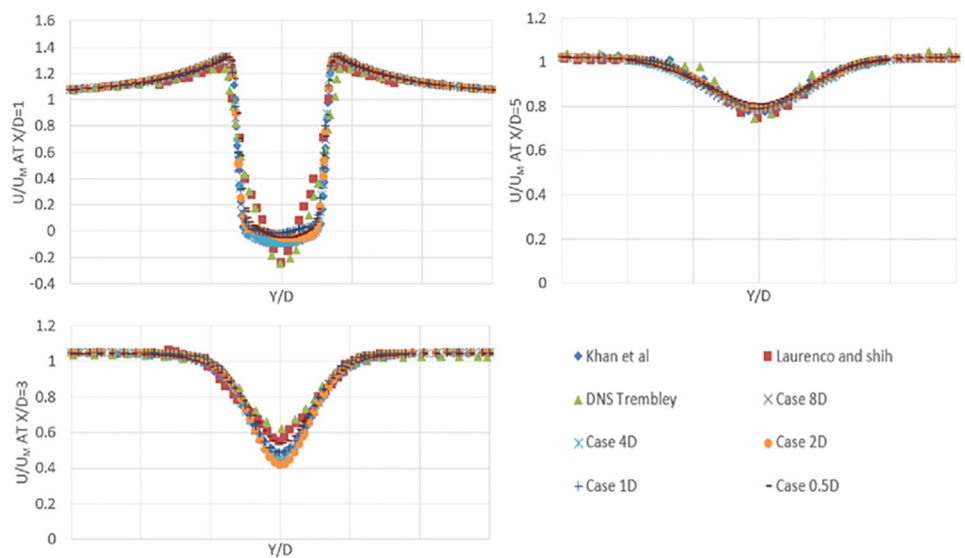 1.6
1.4
1.2
1
0.8
0.6
0.4
0.2
0
-0.2
-0.4
U/UM AT X/D=1
Y/D
1.2
1
0.8
0.6
0.4
0.2
0
U/UM AT X/D=5
Y/D
1.2
1
0.8
0.6
0.4
0.2
0
U/UM AT X/D=3
Y/D
Khan et al
Laurenco and shih
DNS Trembley
Case 8D
Case 4D
Case 2D
Case 1D
Case 0.5D